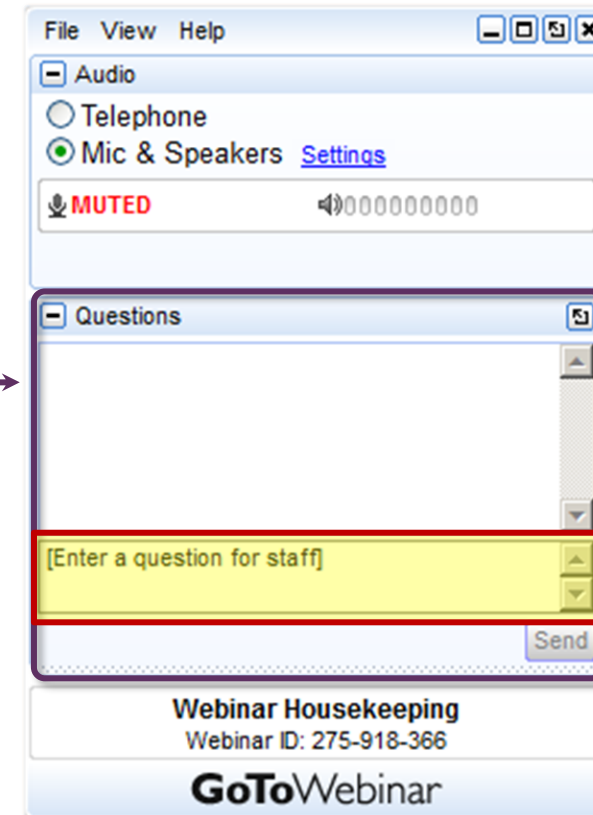 File View Help
Audio
Telephone
Mic & Speakers Settings
MUTED 000000000
Questions
[Enter a question for staff]
Send
Webinar Housekeeping
Webinar ID: 275-918-366
GoToWebinar